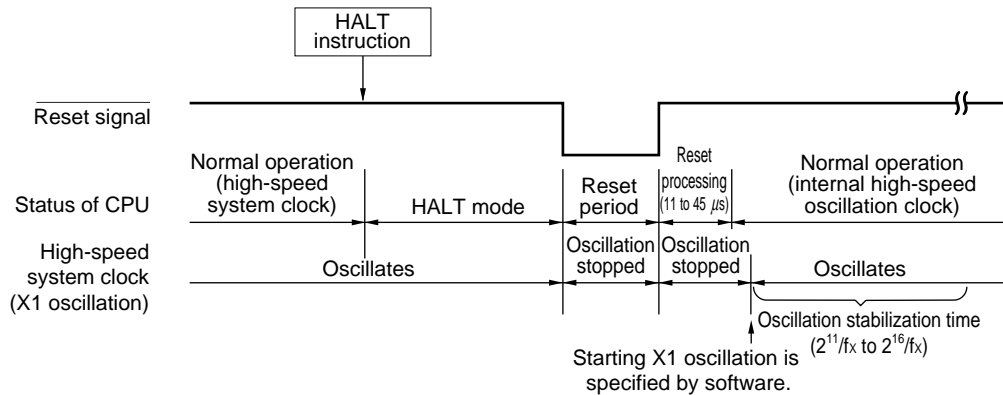 HALT
instruction
Reset signal
Normal operation
(high-speed
system clock)
HALT mode
Reset
period
Reset
processing
(11 to 45 μs)
Normal operation
(internal high-speed
oscillation clock)
Status of CPU
High-speed
system clock
(X1 oscillation)
Oscillates
Oscillation
stopped
Oscillation
stopped
Oscillates
Oscillation stabilization time
(2¹¹/fx to 2¹⁶/fx)
Starting X1 oscillation is
specified by software.